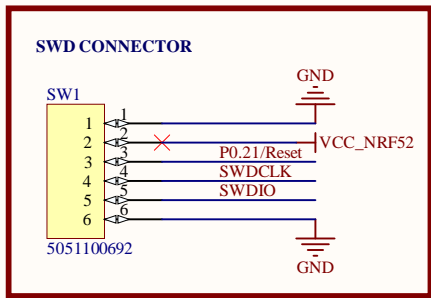 SWD CONNECTOR
GND
SW1
1 1
2 2 VCC_NRF52
3 3 P0.21/Reset
4 4 SWDCLK
5 5 SWDIO
6 6
5051100692
GND